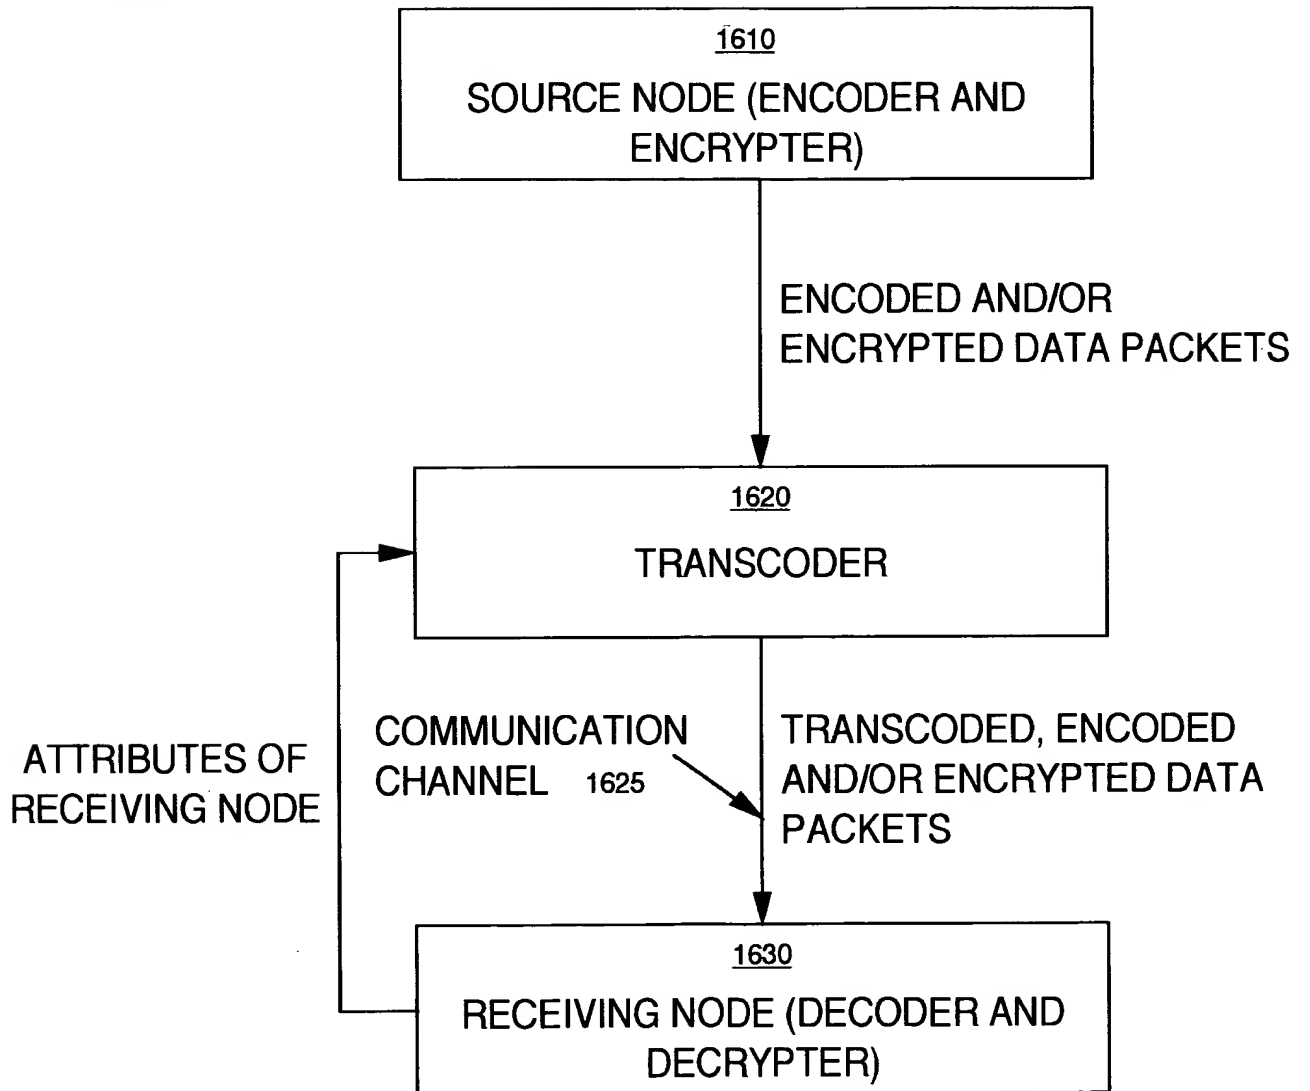 1610
SOURCE NODE (ENCODER AND
ENCRYPTER)
ENCODED AND/OR
ENCRYPTED DATA PACKETS
1620
TRANSCODER
COMMUNICATION
CHANNEL 1625
TRANSCODED, ENCODED
AND/OR ENCRYPTED DATA
PACKETS
ATTRIBUTES OF
RECEIVING NODE
1630
RECEIVING NODE (DECODER AND
DECRYPTER)